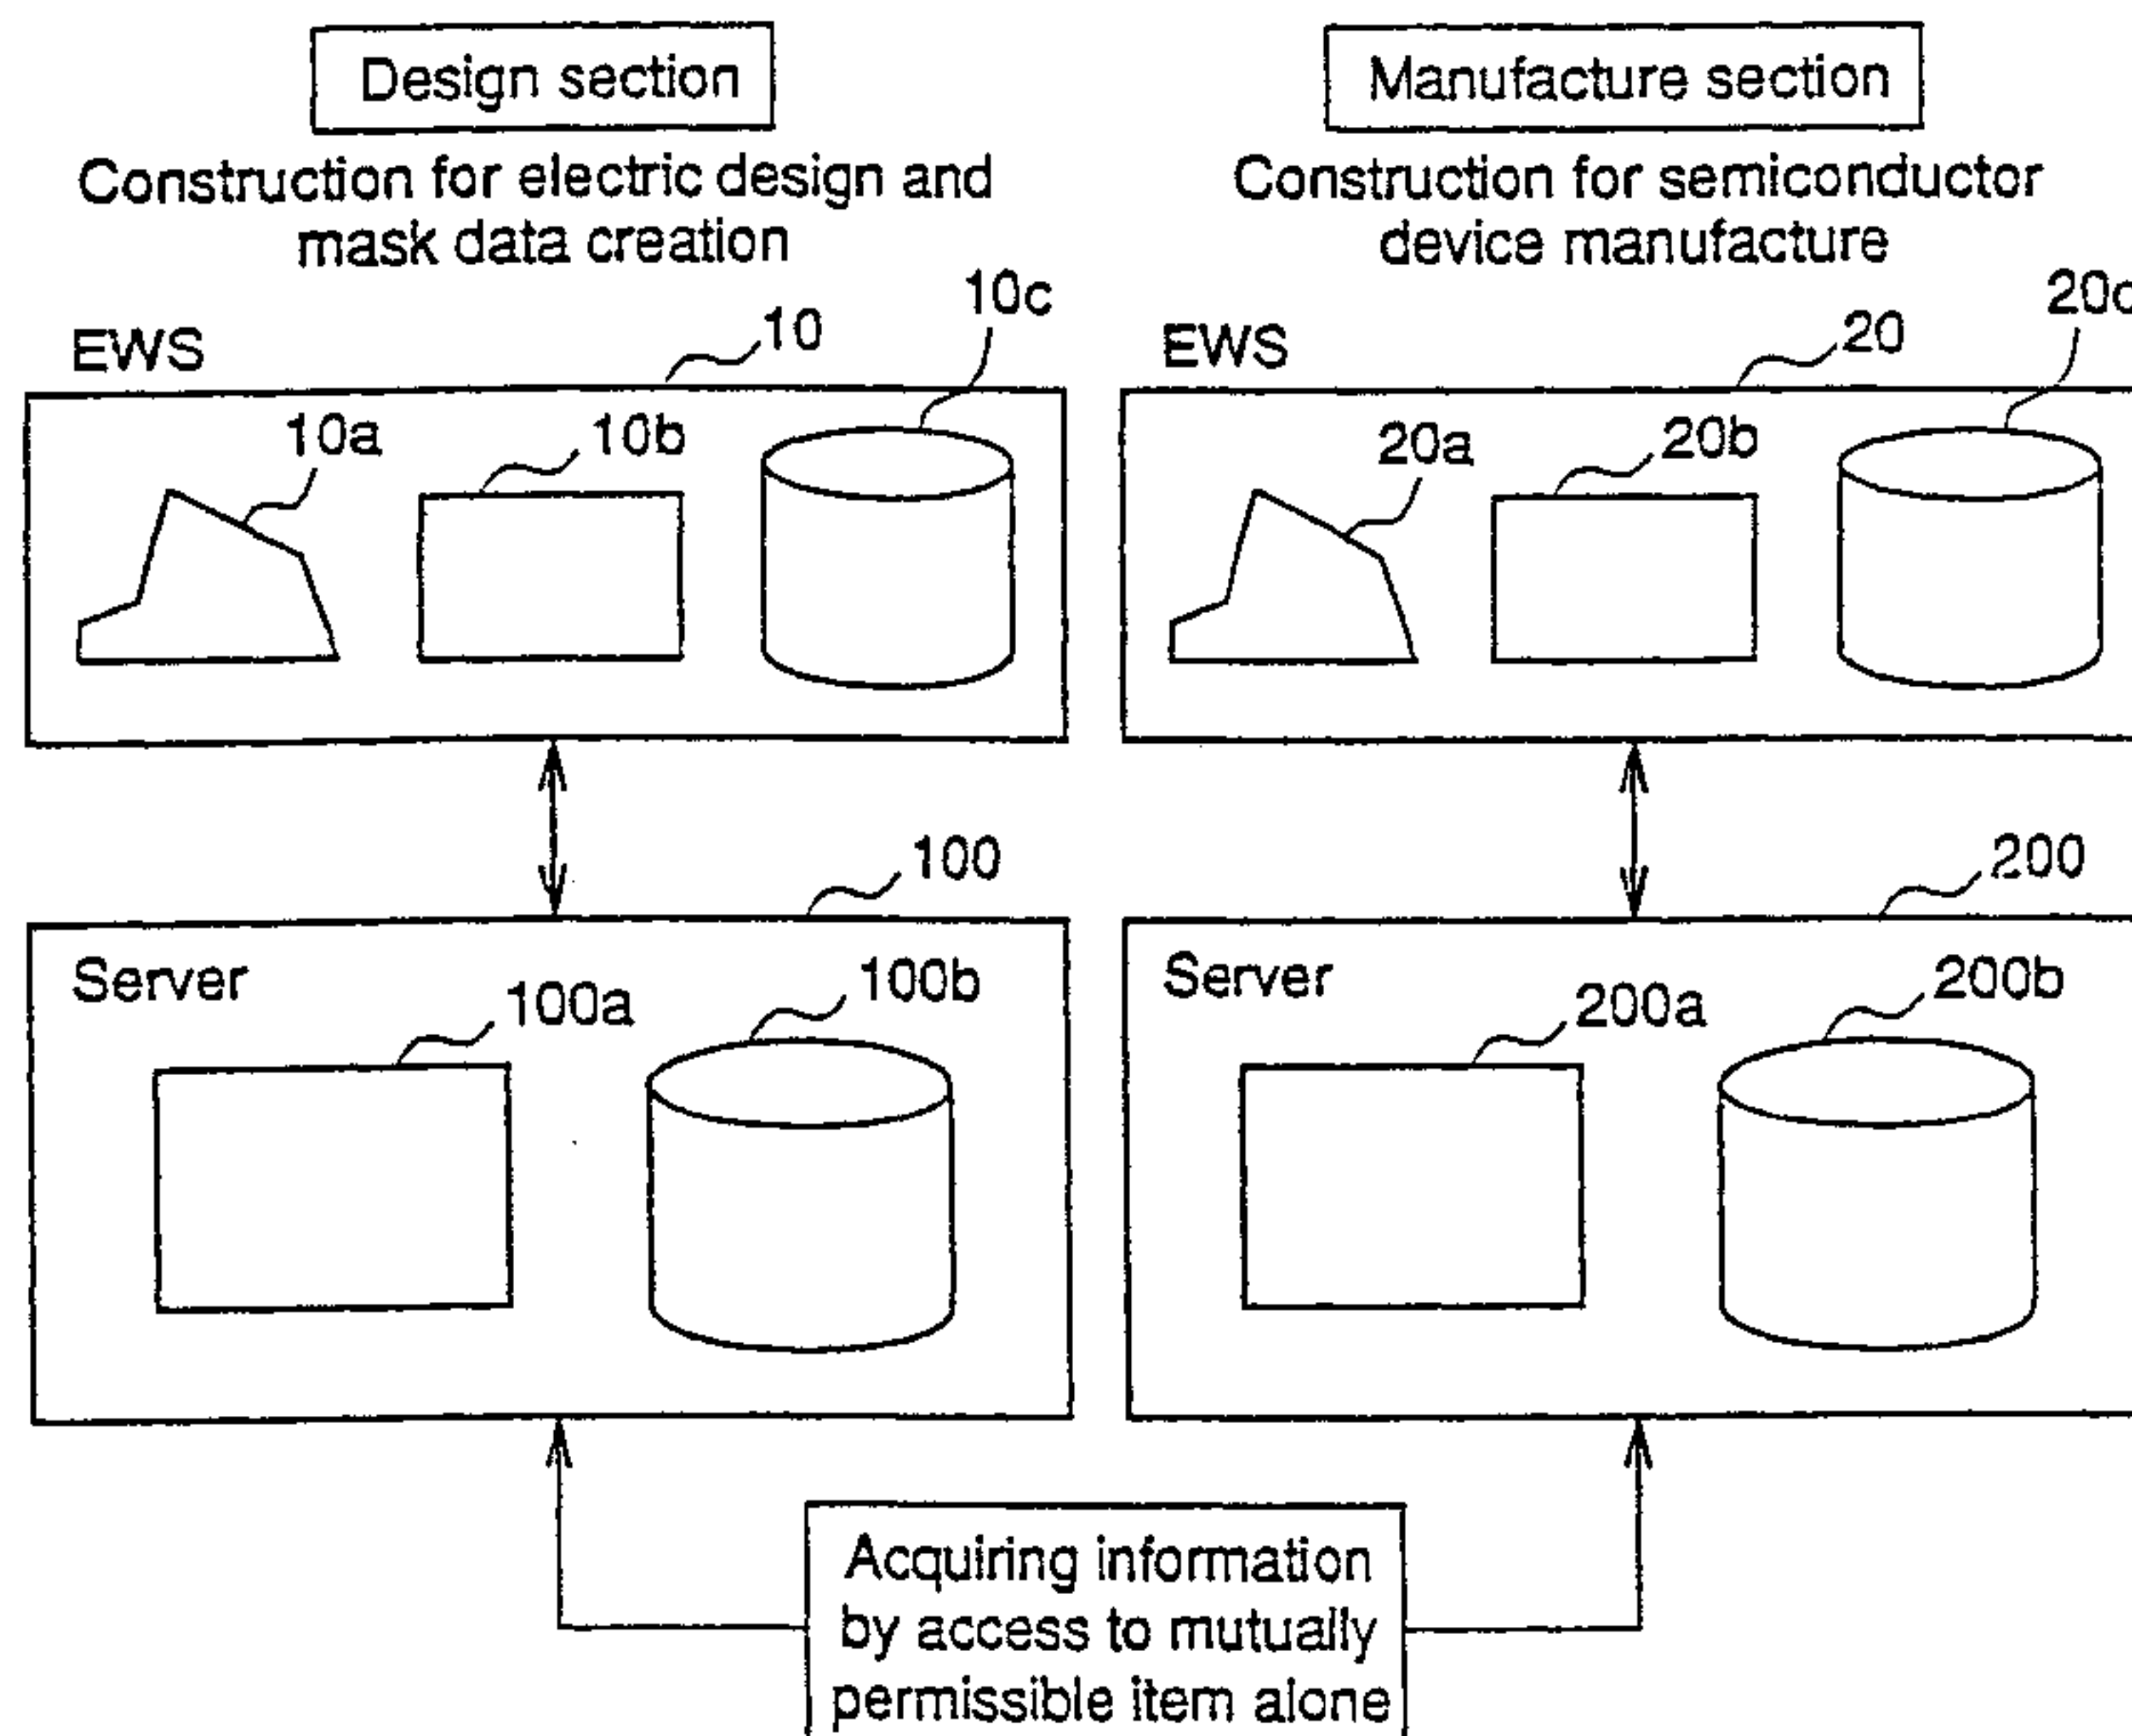 Design section
Construction for electric design and
mask data creation
EWS
10
10c
10a
10b
100
Server
100a
100b
Manufacture section
Construction for semiconductor
device manufacture
EWS
20
20a
20b
200
Server
200a
200b
Acquiring information
by access to mutually
permissible item alone